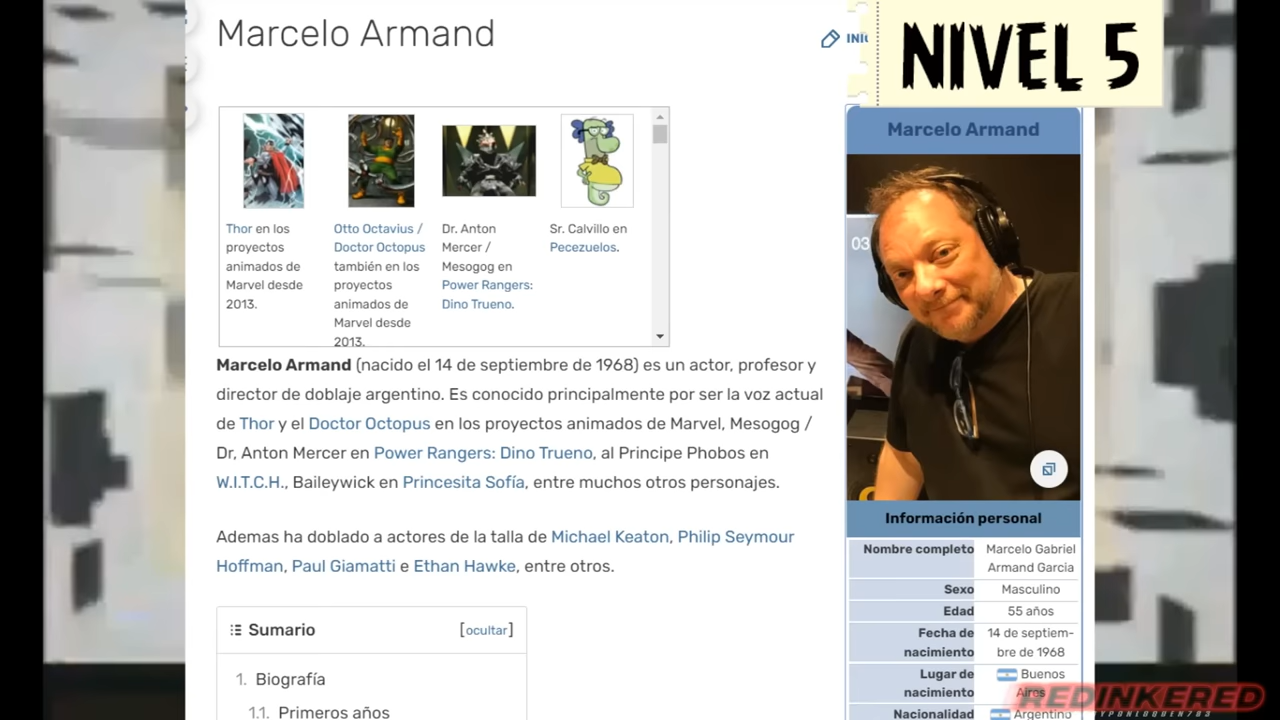 Marcelo Armand
NIVEL 5
Thor en los
proyectos
animados de
Marvel desde
2013.
Otto Octavius /
Doctor Octopus
también en los
proyectos
animados de
Marvel desde
2013.
Dr. Anton
Mercer /
Mesogog en
Power Rangers:
Dino Trueno.
Sr. Calvillo en
Pecezuelos.
Marcelo Armand (nacido el 14 de septiembre de 1968) es un actor, profesor y
director de doblaje argentino. Es conocido principalmente por ser la voz actual
de Thor y el Doctor Octopus en los proyectos animados de Marvel, Mesogog /
Dr, Anton Mercer en Power Rangers: Dino Trueno, al Principe Phobos en
W.I.T.C.H., Baileywick en Princesita Sofía, entre muchos otros personajes.
Ademas ha doblado a actores de la talla de Michael Keaton, Philip Seymour
Hoffman, Paul Giamatti e Ethan Hawke, entre otros.
Sumario [ocultar]
1. Biografía
1.1. Primeros años
Marcelo Armand
03
Información personal
Nombre completo Marcelo Gabriel
Armand Garcia
Sexo Masculino
Edad 55 años
Fecha de 14 de septiem-
nacimiento bre de 1968
Lugar de Buenos
nacimiento Aires
Nacionalidad Argentino
REDINKERED